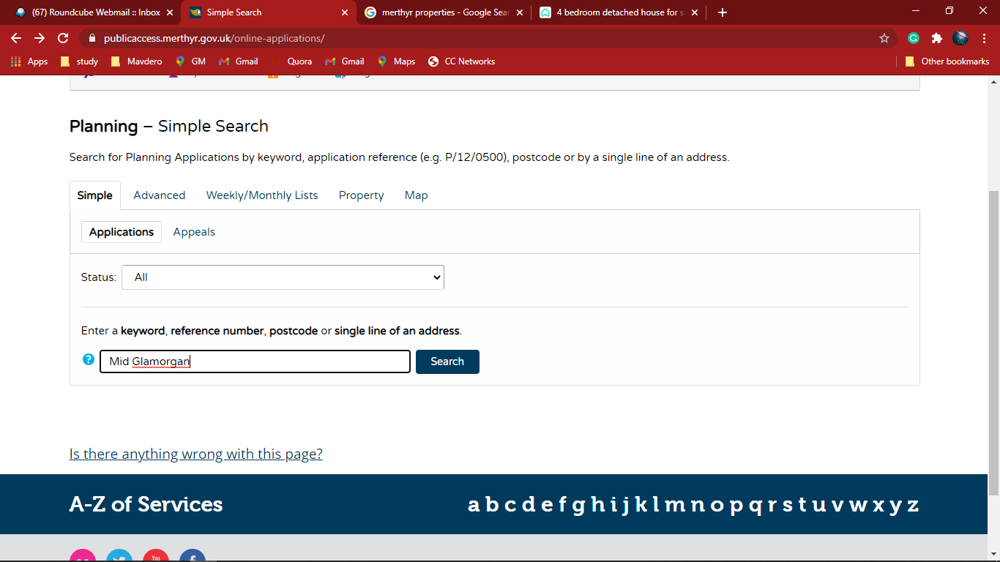 (67) Roundcube Webmail :: Inbox
Simple Search
merthyr properties - Google Sear
4 bedroom detached house for s
publicaccess.merthyr.gov.uk/online-applications/
Apps
study
Mavdero
GM
Gmail
Quora
Gmail
Maps
CC Networks
Other bookmarks
Planning – Simple Search
Search for Planning Applications by keyword, application reference (e.g. P/12/0500), postcode or by a single line of an address.
Simple
Advanced
Weekly/Monthly Lists
Property
Map
Applications
Appeals
Status:
All
Enter a keyword, reference number, postcode or single line of an address.
?
Mid Glamorgan
Search
Is there anything wrong with this page?
A-Z of Services
a b c d e f g h i j k l m n o p q r s t u v w x y z
You